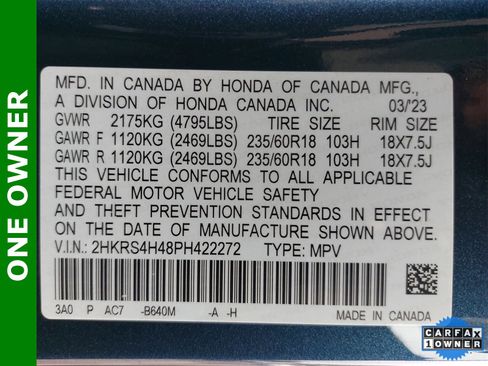 ONE OWNER
MFD. IN CANADA BY HONDA OF CANADA MFG.,
A DIVISION OF HONDA CANADA INC. 03/'23
GVWR 2175KG (4795LBS) TIRE SIZE RIM SIZE
GAWR F 1120KG (2469LBS) 235/60R18 103H 18X7.5J
GAWR R 1120KG (2469LBS) 235/60R18 103H 18X7.5J
THIS VEHICLE CONFORMS TO ALL APPLICABLE
FEDERAL MOTOR VEHICLE SAFETY
AND THEFT PREVENTION STANDARDS IN EFFECT
ON THE DATE OF MANUFACTURE SHOWN ABOVE.
V.I.N.: 2HKRS4H48PH422272 TYPE: MPV
3A0 P AC7 -B640M -A -H
MADE IN CANADA
CARFAX
1 OWNER